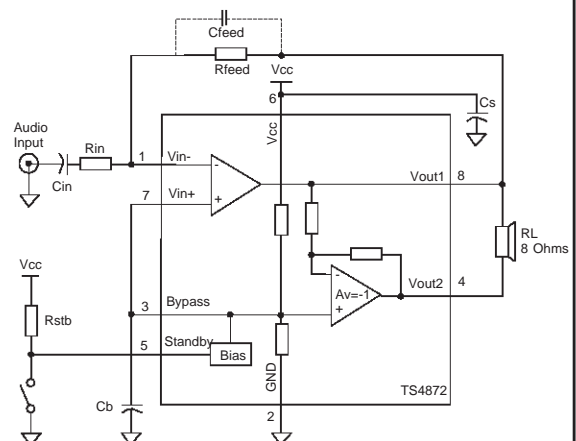 Cfeed
Rfeed
Vcc
6
Cs
Vcc
Audio
Input
Rin
1
Vin-
-
Vout1
8
Cin
7
Vin+
+
RL
8 Ohms
Vcc
-
Vout2
4
Av=-1
3
Bypass
+
Rstb
Standby
5
Bias
GND
TS4872
Cb
2